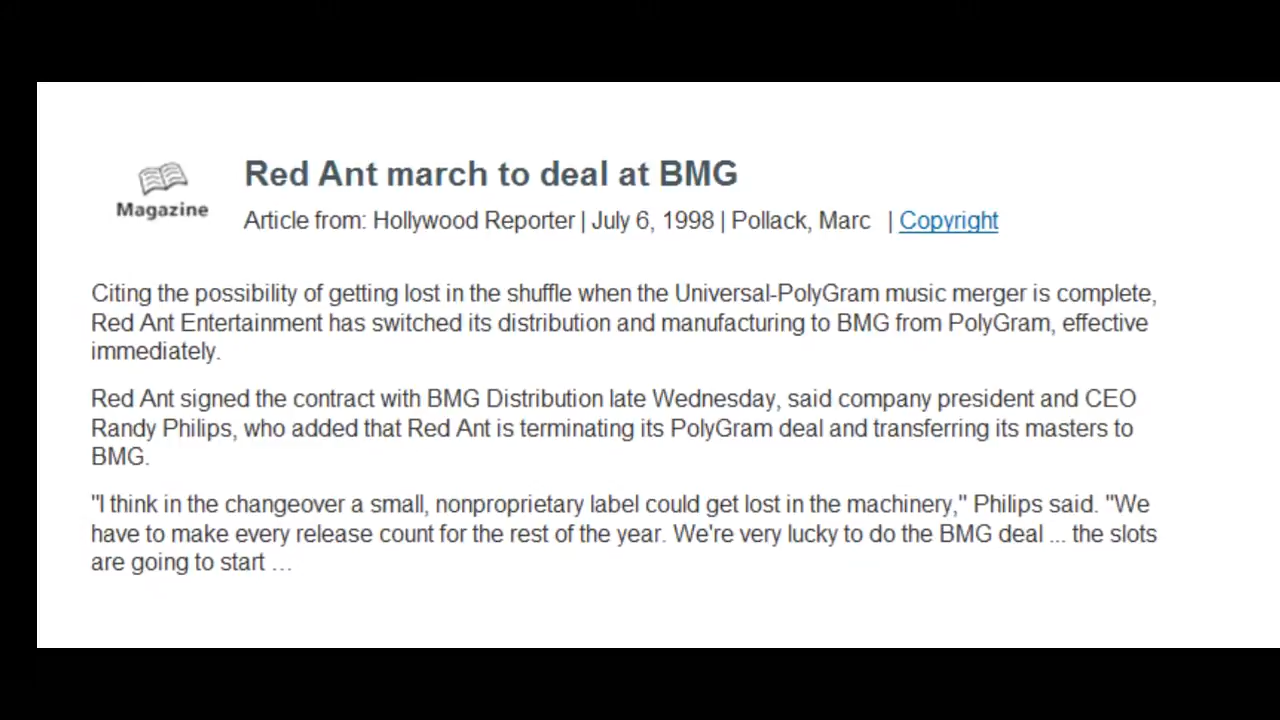 Red Ant march to deal at BMG
Magazine
Article from: Hollywood Reporter | July 6, 1998 | Pollack, Marc | Copyright
Citing the possibility of getting lost in the shuffle when the Universal-PolyGram music merger is complete,
Red Ant Entertainment has switched its distribution and manufacturing to BMG from PolyGram, effective
immediately.
Red Ant signed the contract with BMG Distribution late Wednesday, said company president and CEO
Randy Philips, who added that Red Ant is terminating its PolyGram deal and transferring its masters to
BMG.
"I think in the changeover a small, nonproprietary label could get lost in the machinery," Philips said. "We
have to make every release count for the rest of the year. We're very lucky to do the BMG deal ... the slots
are going to start ...